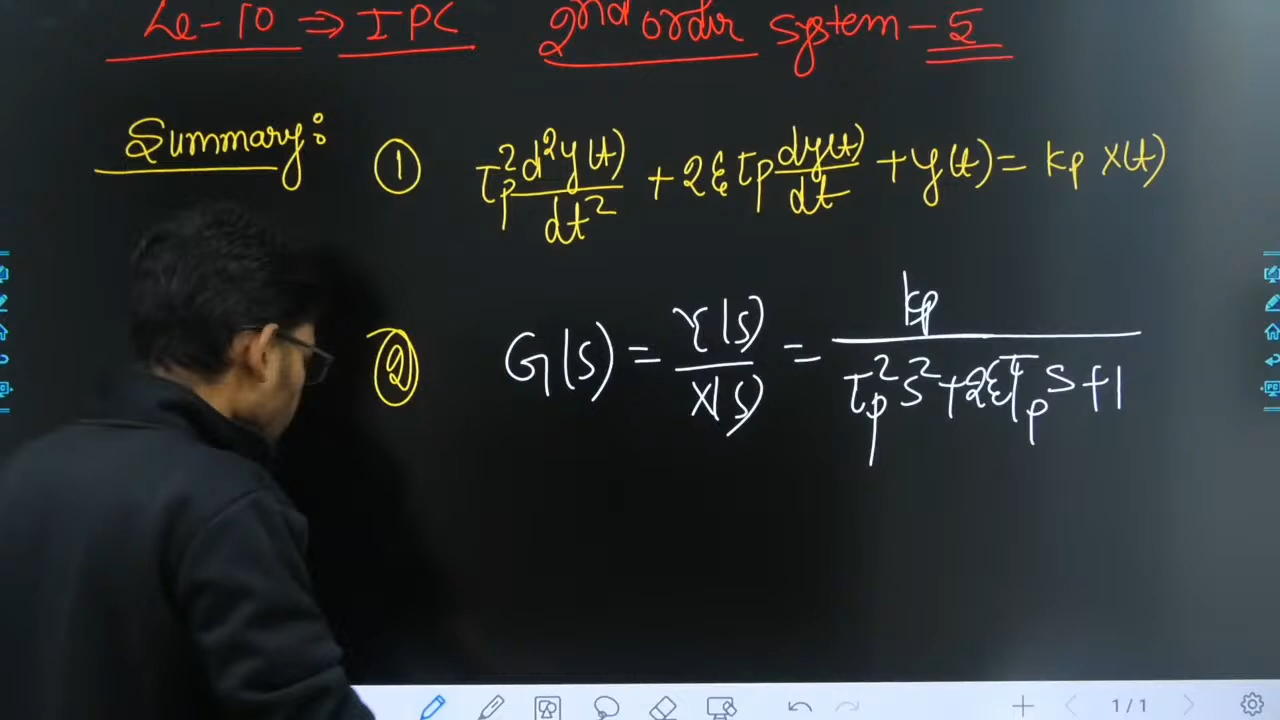 Le-10 ⇒ IPC 2nd order system - 5
Summary:
① τp² d²y(t)/dt² + 2ξτp dy(t)/dt + y(t) = kp x(t)
② G(s) = Y(s)/X(s) = kp/(τp²s² + 2ξτp s + 1)
1 / 1